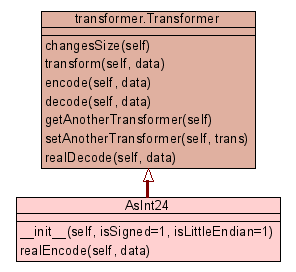 transformer.Transformer
changesSize(self)
transform(self, data)
encode(self, data)
decode(self, data)
getAnotherTransformer(self)
setAnotherTransformer(self, trans)
realDecode(self, data)
AsInt24
__init__(self, isSigned=1, isLittleEndian=1)
realEncode(self, data)